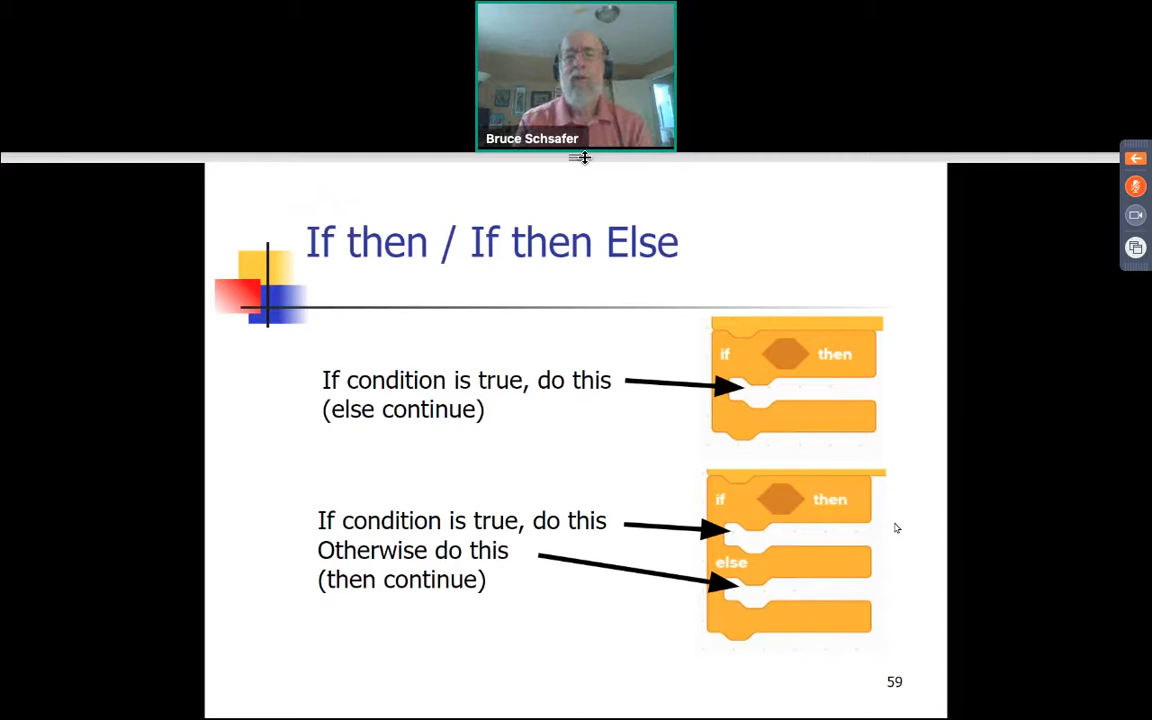 Bruce Schsafer
If then / If then Else
if then
If condition is true, do this
(else continue)
if then
If condition is true, do this
Otherwise do this
else
(then continue)
59